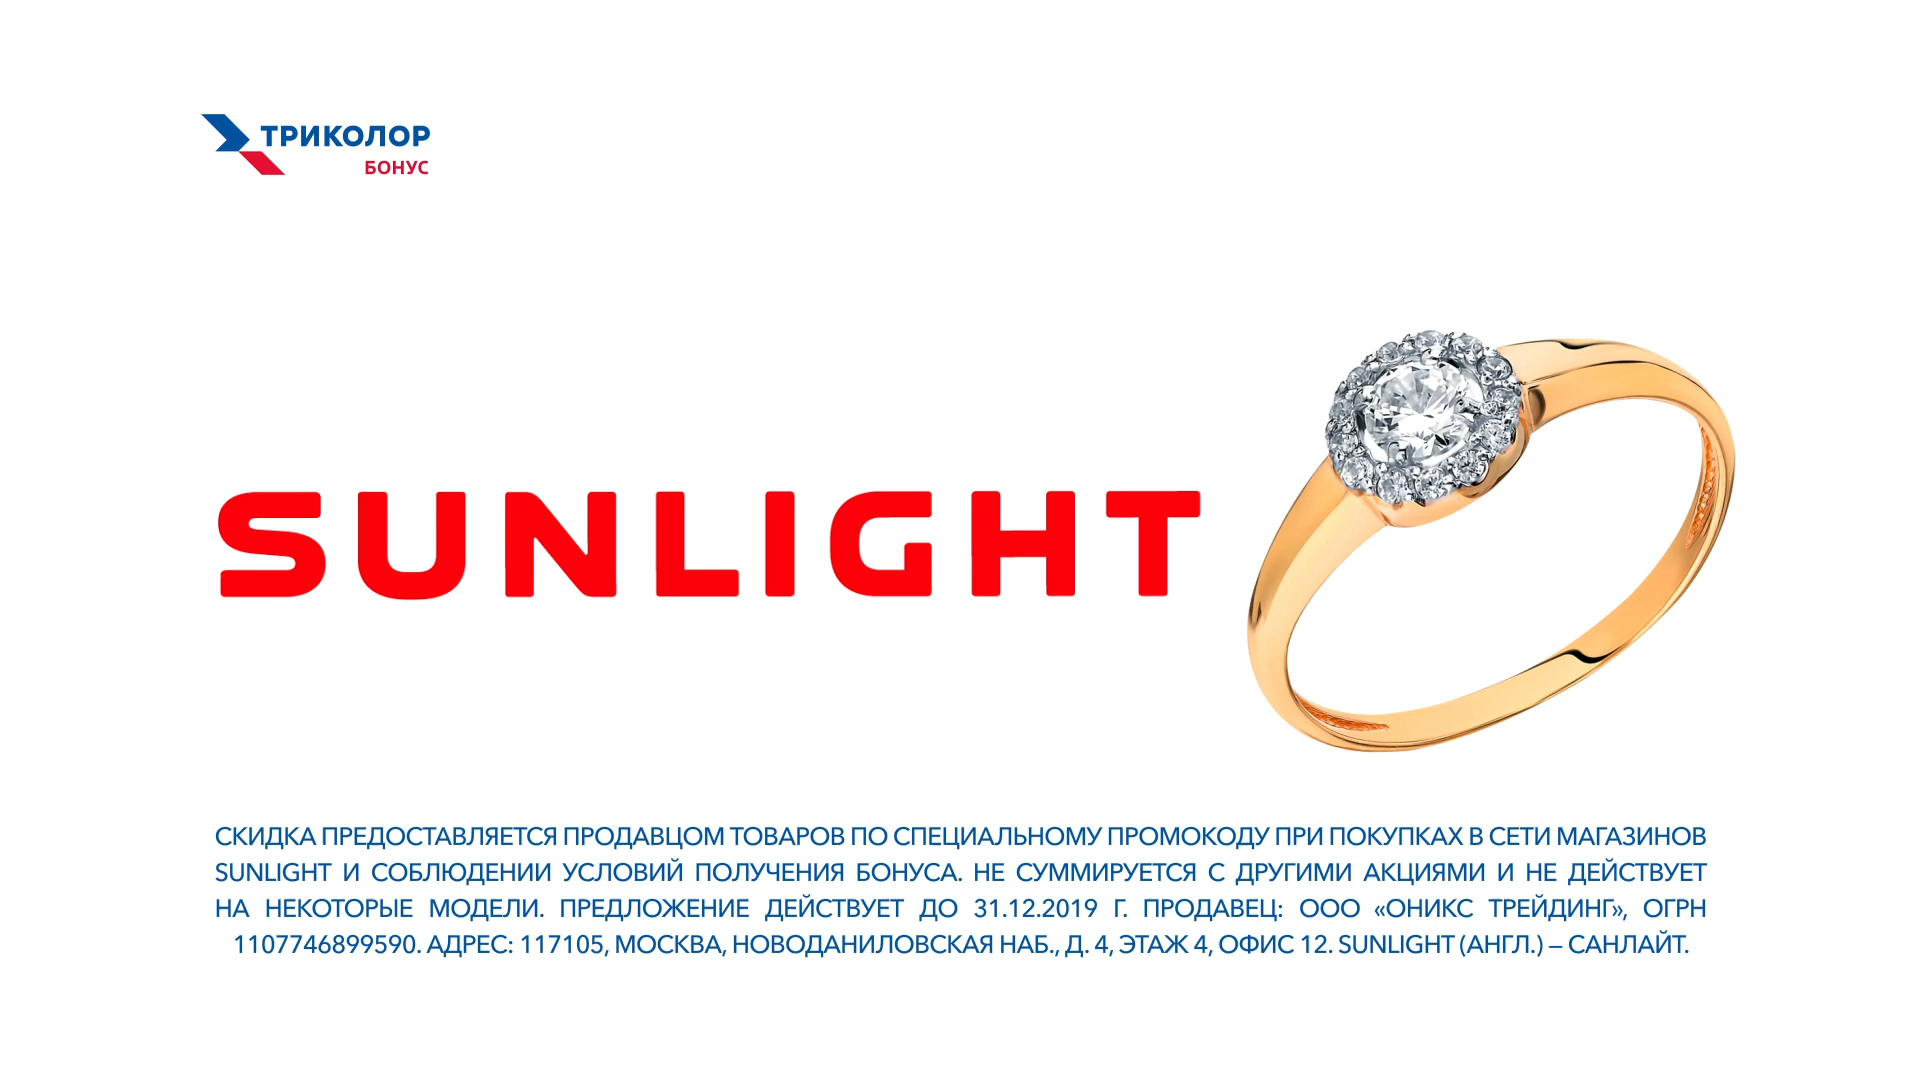 ТРИКОЛОР
БОНУС
SUNLIGHT
СКИДКА ПРЕДОСТАВЛЯЕТСЯ ПРОДАВЦОМ ТОВАРОВ ПО СПЕЦИАЛЬНОМУ ПРОМОКОДУ ПРИ ПОКУПКАХ В СЕТИ МАГАЗИНОВ
SUNLIGHT И СОБЛЮДЕНИИ УСЛОВИЙ ПОЛУЧЕНИЯ БОНУСА. НЕ СУММИРУЕТСЯ С ДРУГИМИ АКЦИЯМИ И НЕ ДЕЙСТВУЕТ
НА НЕКОТОРЫЕ МОДЕЛИ. ПРЕДЛОЖЕНИЕ ДЕЙСТВУЕТ ДО 31.12.2019 Г. ПРОДАВЕЦ: ООО «ОНИКС ТРЕЙДИНГ», ОГРН
1107746899590. АДРЕС: 117105, МОСКВА, НОВОДАНИЛОВСКАЯ НАБ., Д. 4, ЭТАЖ 4, ОФИС 12. SUNLIGHT (АНГЛ.) – САНЛАЙТ.